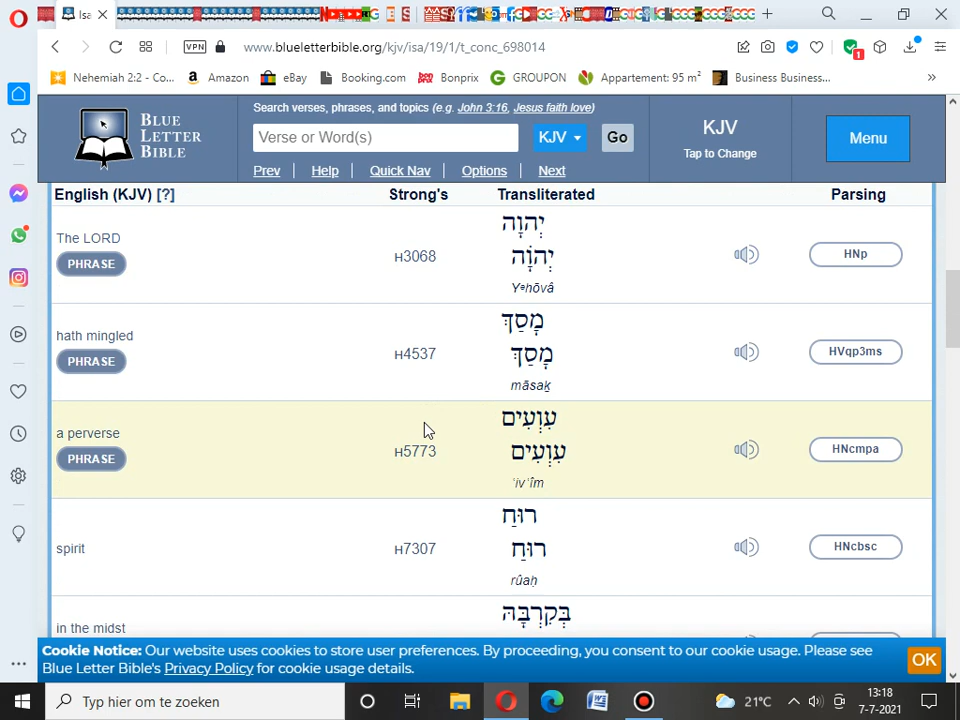 Isa
VPN
www.blueletterbible.org/kjv/isa/19/1/t_conc_698014
1
Nehemiah 2:2 - Co...
Amazon
eBay
Booking.com
Bonprix
GROUPON
Appartement: 95 m²
Business Business...
»
BLUE
LETTER
BIBLE
Search verses, phrases, and topics (e.g. John 3:16, Jesus faith love)
Verse or Word(s)
KJV
Go
Prev
Help
Quick Nav
Options
Next
KJV
Tap to Change
Menu
English (KJV) [?]
Strong's
Transliterated
Parsing
The LORD
PHRASE
H3068
יְהוָה
יְהֹוָה
Yᵊhōvâ
HNp
hath mingled
PHRASE
H4537
מָסַךְ
מָסַךְ
māsaḵ
HVqp3ms
a perverse
PHRASE
H5773
עִוְעִים
עִוְעִים
ʿivʿîm
HNcmpa
spirit
H7307
רוּחַ
רוּחַ
rûaḥ
HNcbsc
in the midst
בְּקִרְבָּהּ
Cookie Notice: Our website uses cookies to store user preferences. By proceeding, you consent to our cookie usage. Please see
Blue Letter Bible's Privacy Policy for cookie usage details.
OK
Typ hier om te zoeken
21°C
13:18
7-7-2021